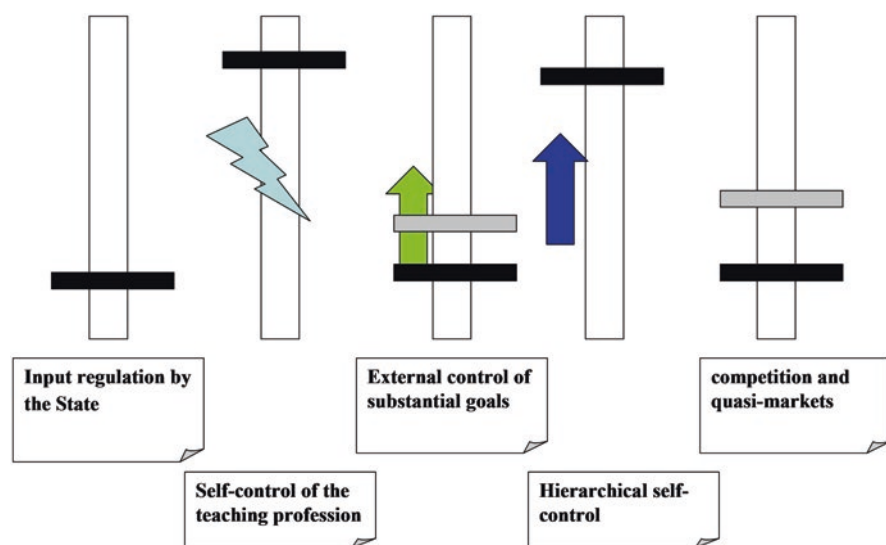 Input regulation by
the State
External control of
substantial goals
competition and
quasi-markets
Self-control of the
teaching profession
Hierarchical self-
control